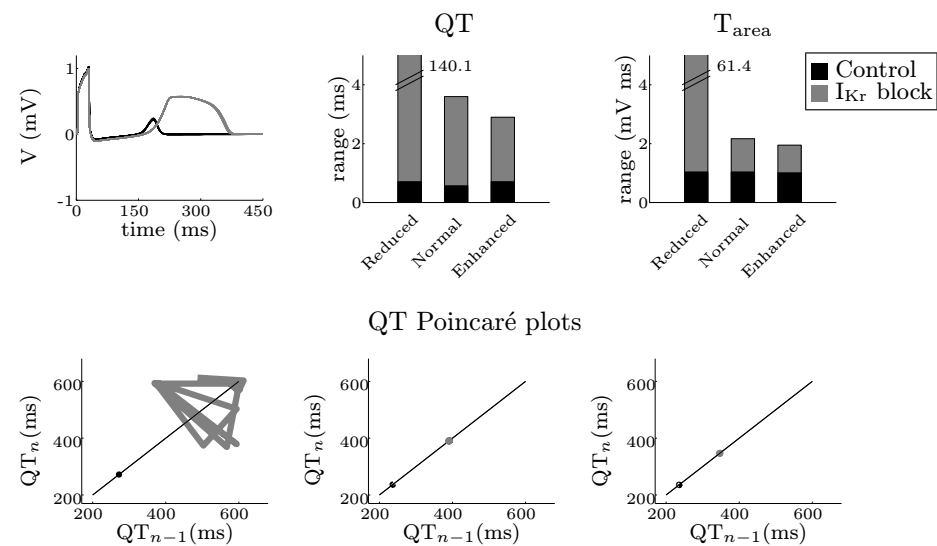 QT
T_area
1
0
-1
V (mV)
0
150
300
450
time (ms)
140.1
4
2
0
range (ms)
Reduced
Normal
Enhanced
61.4
4
2
0
range (mV ms)
Reduced
Normal
Enhanced
Control
I_Kr block
QT Poincaré plots
600
400
200
QT_n(ms)
200
400
600
QT_{n−1}(ms)
600
400
200
QT_n(ms)
200
400
600
QT_{n−1}(ms)
600
400
200
QT_n(ms)
200
400
600
QT_{n−1}(ms)